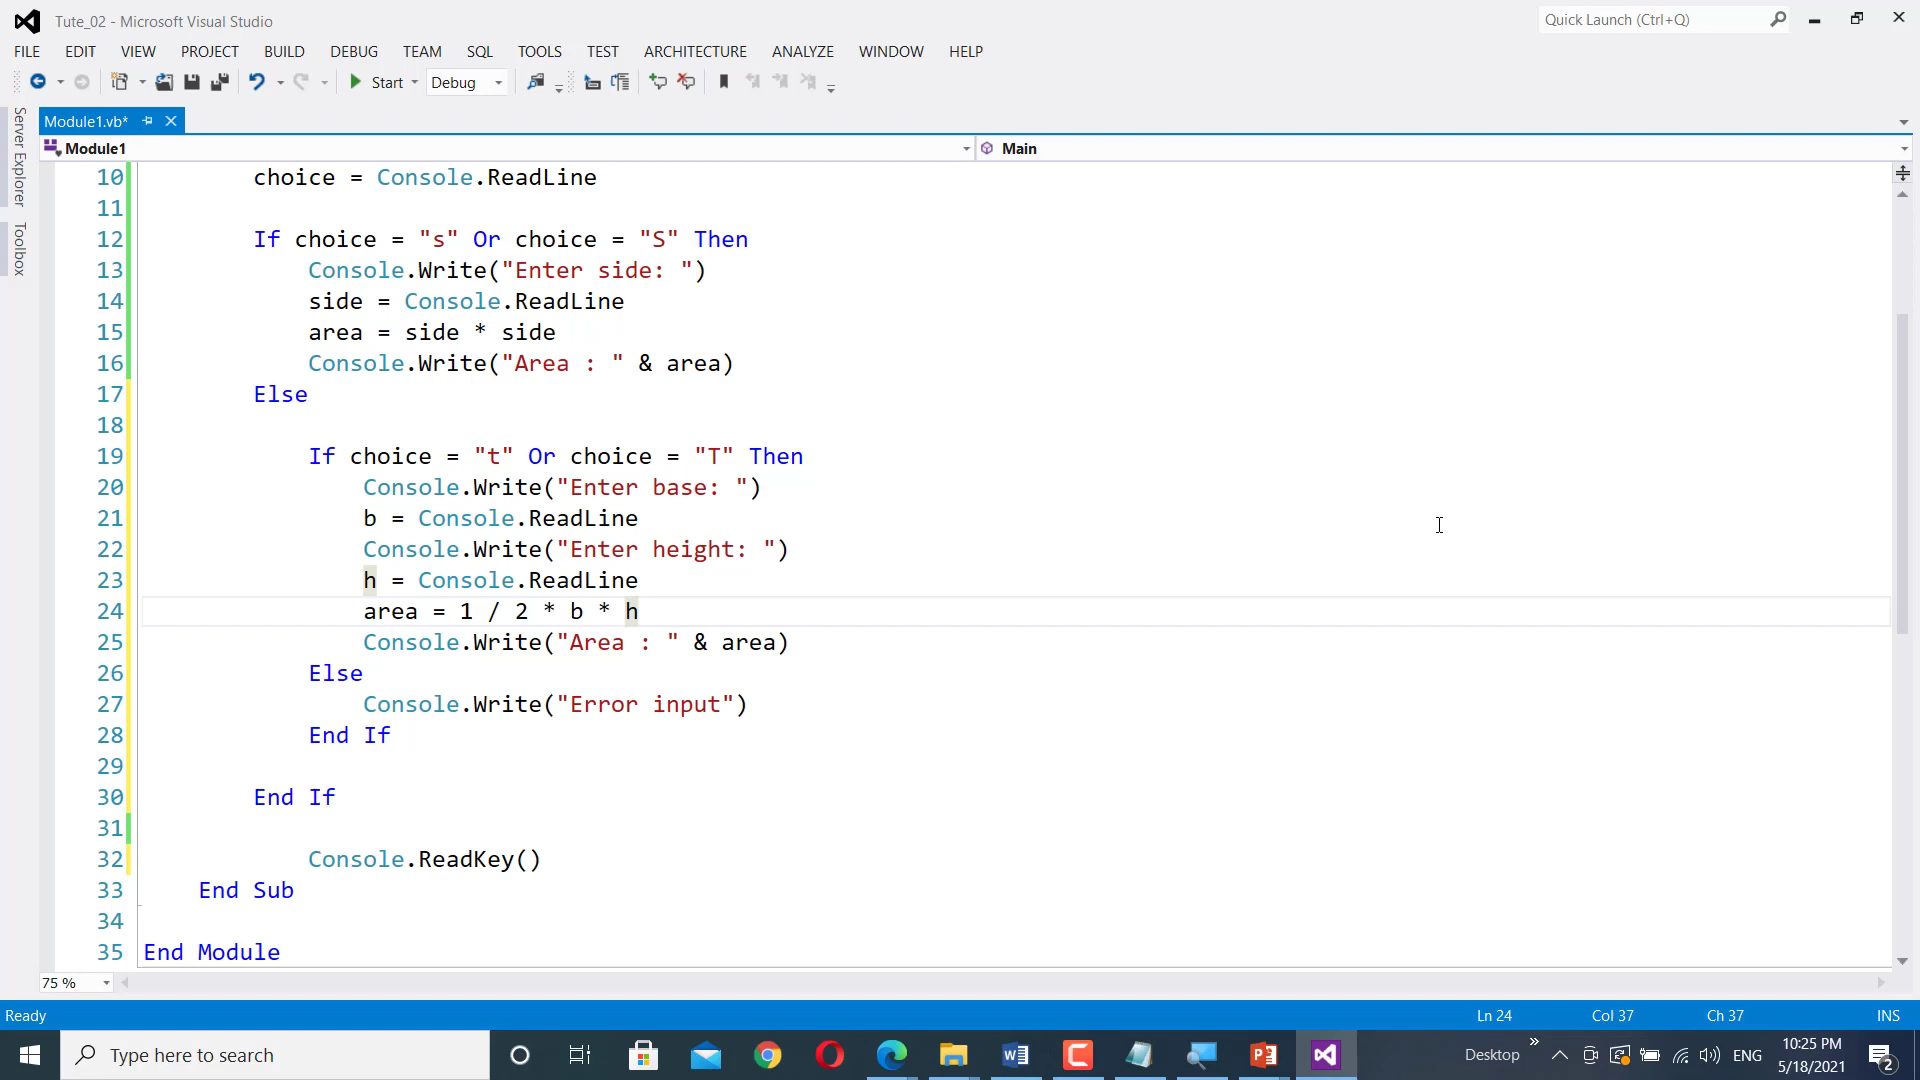 Tute_02 - Microsoft Visual Studio
Quick Launch (Ctrl+Q)
FILE EDIT VIEW PROJECT BUILD DEBUG TEAM SQL TOOLS TEST ARCHITECTURE ANALYZE WINDOW HELP
Start Debug
Server Explorer
Toolbox
Module1.vb*
Module1 Main
10 choice = Console.ReadLine
11
12 If choice = "s" Or choice = "S" Then
13 Console.Write("Enter side: ")
14 side = Console.ReadLine
15 area = side * side
16 Console.Write("Area : " & area)
17 Else
18
19 If choice = "t" Or choice = "T" Then
20 Console.Write("Enter base: ")
21 b = Console.ReadLine
22 Console.Write("Enter height: ")
23 h = Console.ReadLine
24 area = 1 / 2 * b * h
25 Console.Write("Area : " & area)
26 Else
27 Console.Write("Error input")
28 End If
29
30 End If
31
32 Console.ReadKey()
33 End Sub
34
35 End Module
75 %
Ready Ln 24 Col 37 Ch 37 INS
Type here to search
Desktop » ENG
10:25 PM
5/18/2021
2